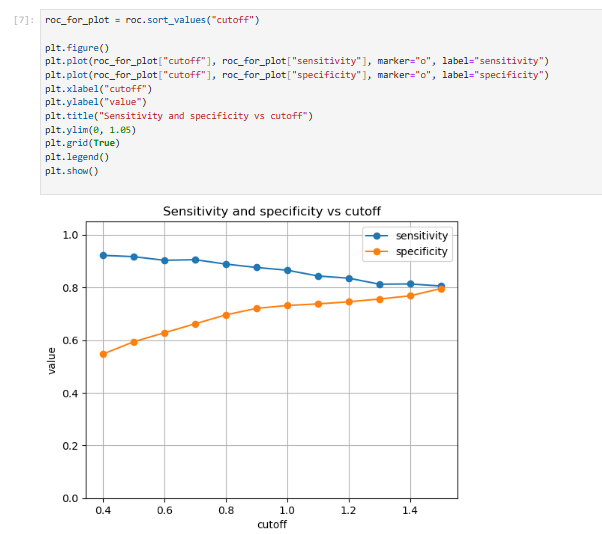 [7]: roc_for_plot = roc.sort_values("cutoff")
plt.figure()
plt.plot(roc_for_plot["cutoff"], roc_for_plot["sensitivity"], marker="o", label="sensitivity")
plt.plot(roc_for_plot["cutoff"], roc_for_plot["specificity"], marker="o", label="specificity")
plt.xlabel("cutoff")
plt.ylabel("value")
plt.title("Sensitivity and specificity vs cutoff")
plt.ylim(0, 1.05)
plt.grid(True)
plt.legend()
plt.show()
Sensitivity and specificity vs cutoff
sensitivity
specificity
1.0
0.8
0.6
0.4
0.2
0.0
value
0.4 0.6 0.8 1.0 1.2 1.4
cutoff